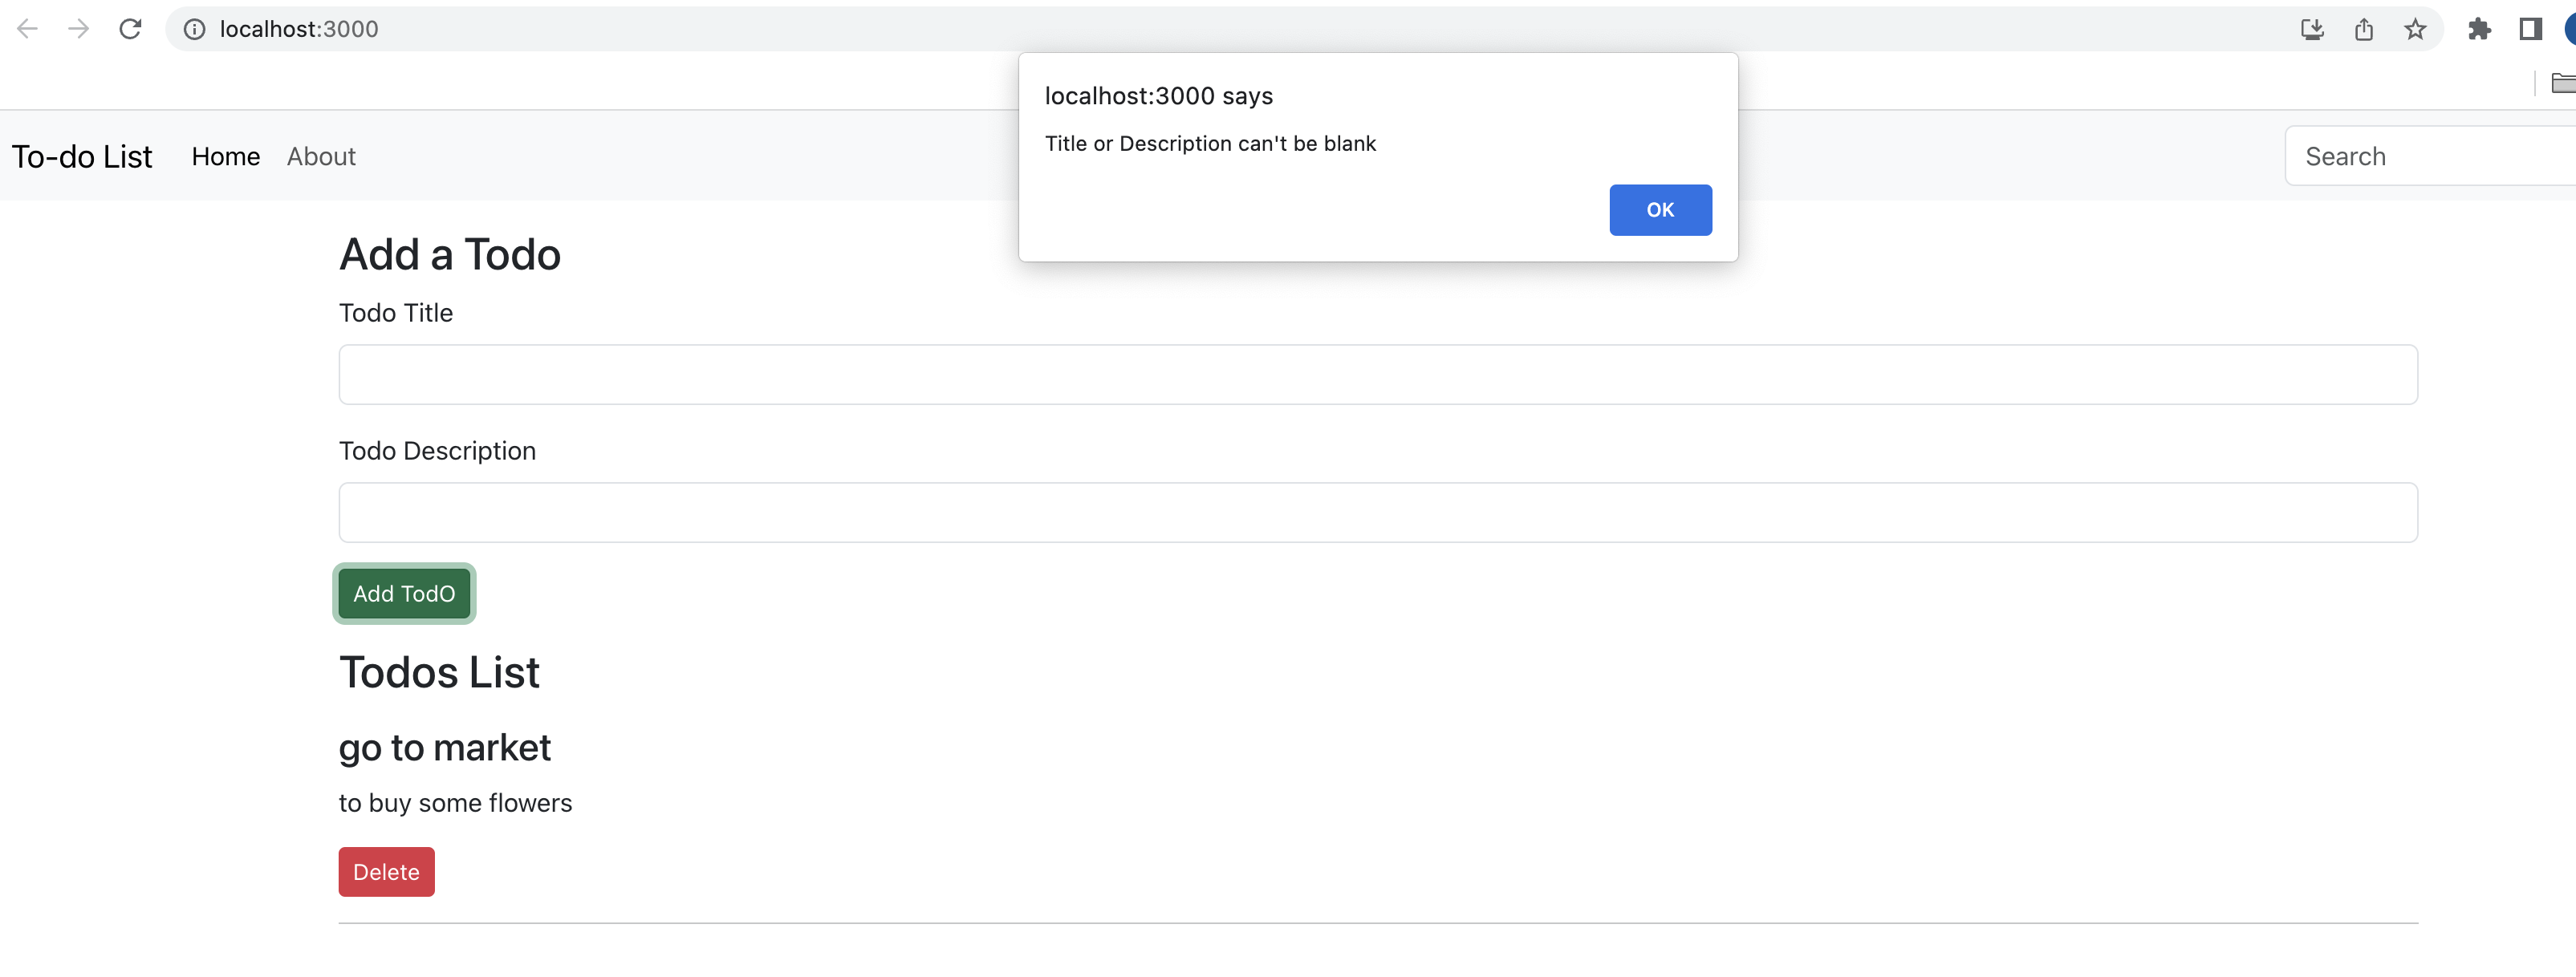 localhost:3000
localhost:3000 says
Title or Description can't be blank
OK
To-do List Home About Search
Add a Todo
Todo Title
Todo Description
Add TodO
Todos List
go to market
to buy some flowers
Delete